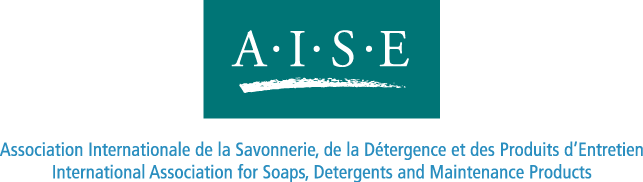 A·I·S·E
Association Internationale de la Savonnerie, de la Détergence et des Produits d'Entretien
International Association for Soaps, Detergents and Maintenance Products